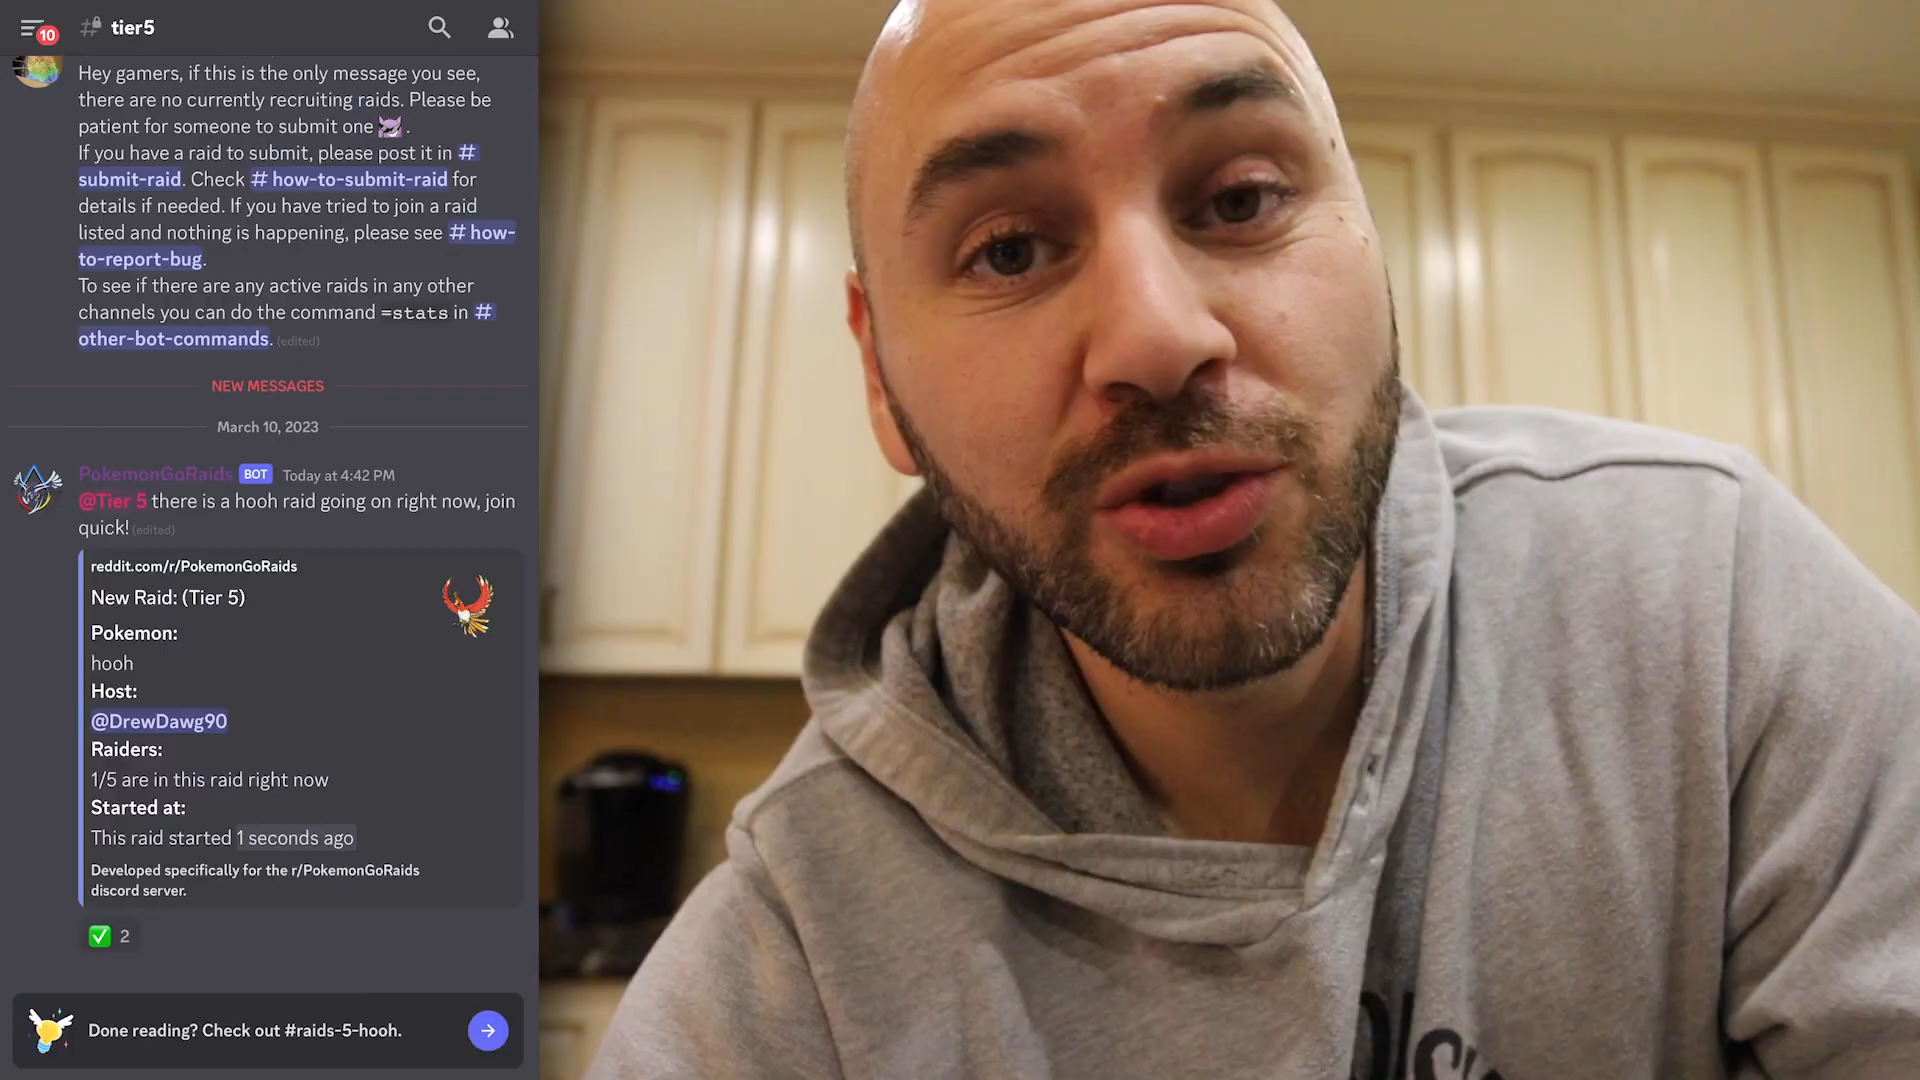 10
# tier5
Hey gamers, if this is the only message you see,
there are no currently recruiting raids. Please be
patient for someone to submit one .
If you have a raid to submit, please post it in #
submit-raid. Check # how-to-submit-raid for
details if needed. If you have tried to join a raid
listed and nothing is happening, please see # how-
to-report-bug.
To see if there are any active raids in any other
channels you can do the command =stats in #
other-bot-commands. (edited)
NEW MESSAGES
March 10, 2023
PokemonGoRaids BOT Today at 4:42 PM
@Tier 5 there is a hooh raid going on right now, join
quick! (edited)
reddit.com/r/PokemonGoRaids
New Raid: (Tier 5)
Pokemon:
hooh
Host:
@DrewDawg90
Raiders:
1/5 are in this raid right now
Started at:
This raid started 1 seconds ago
Developed specifically for the r/PokemonGoRaids
discord server.
2
Done reading? Check out #raids-5-hooh.